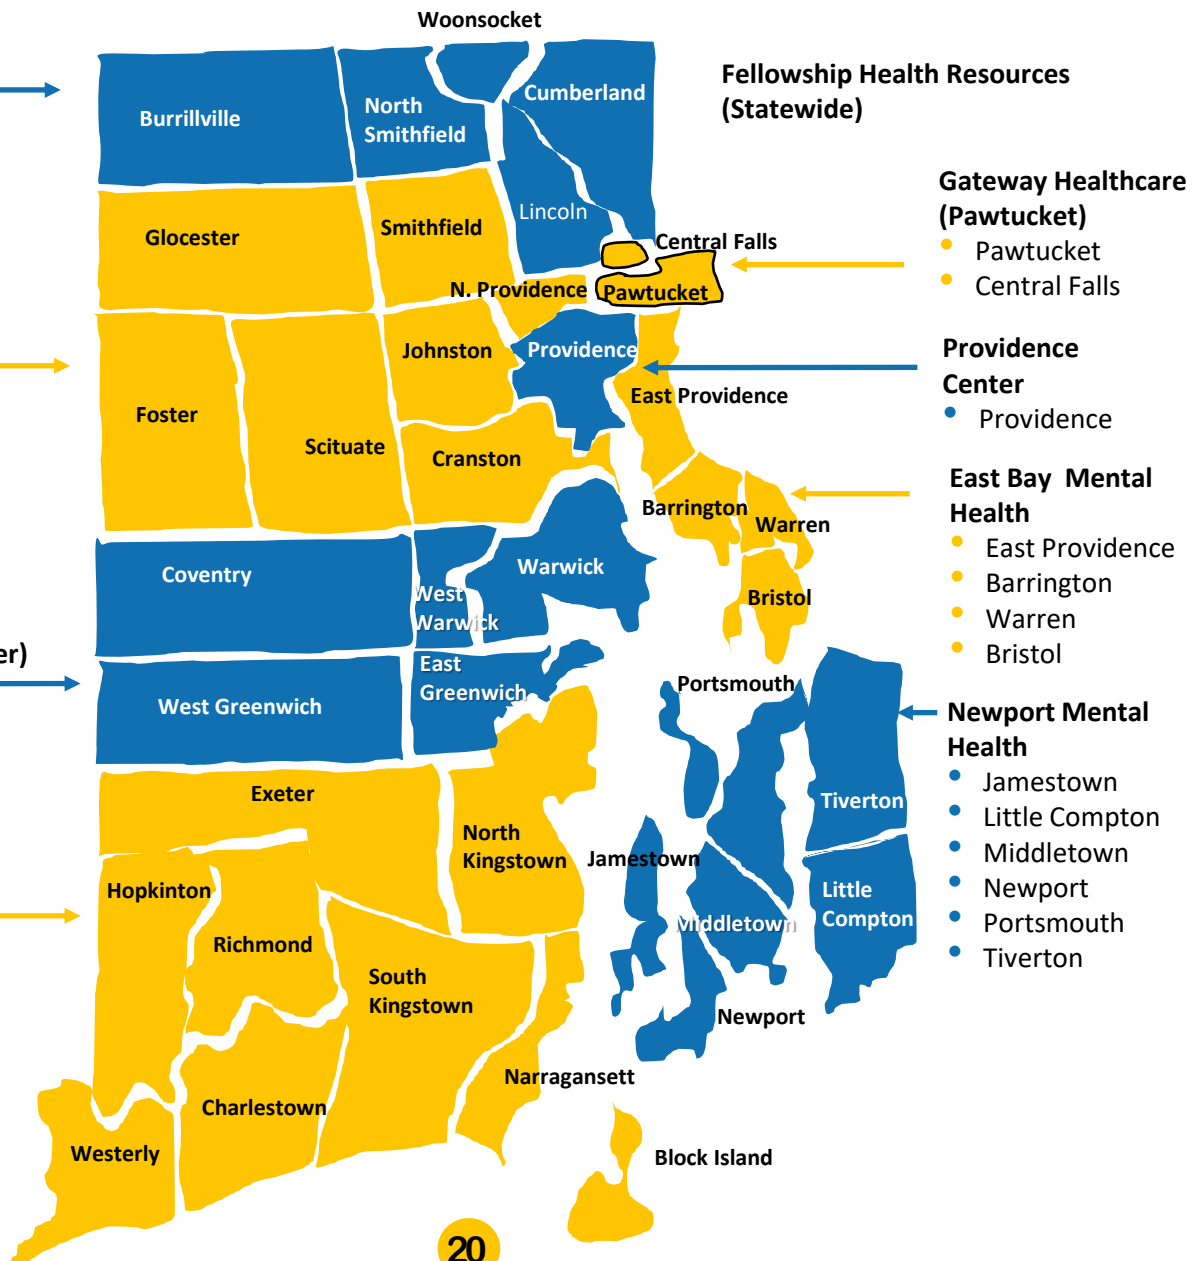 Woonsocket
Fellowship Health Resources
(Statewide)
Burrillville
North
Smithfield
Cumberland
Lincoln
Glocester
Smithfield
Central Falls
N. Providence
Pawtucket
Gateway Healthcare
(Pawtucket)
Pawtucket
Central Falls
Johnston
Providence
Foster
Scituate
Cranston
East Providence
Providence
Center
Providence
Barrington
Warren
Bristol
East Bay  Mental
Health
East Providence
Barrington
Warren
Bristol
Coventry
West
Warwick
Warwick
er)
West Greenwich
East
Greenwich
Portsmouth
Tiverton
Newport Mental
Health
Jamestown
Little Compton
Middletown
Newport
Portsmouth
Tiverton
Exeter
North
Kingstown
Jamestown
Middletown
Little
Compton
Hopkinton
Richmond
South
Kingstown
Newport
Narragansett
Charlestown
Westerly
Block Island
20